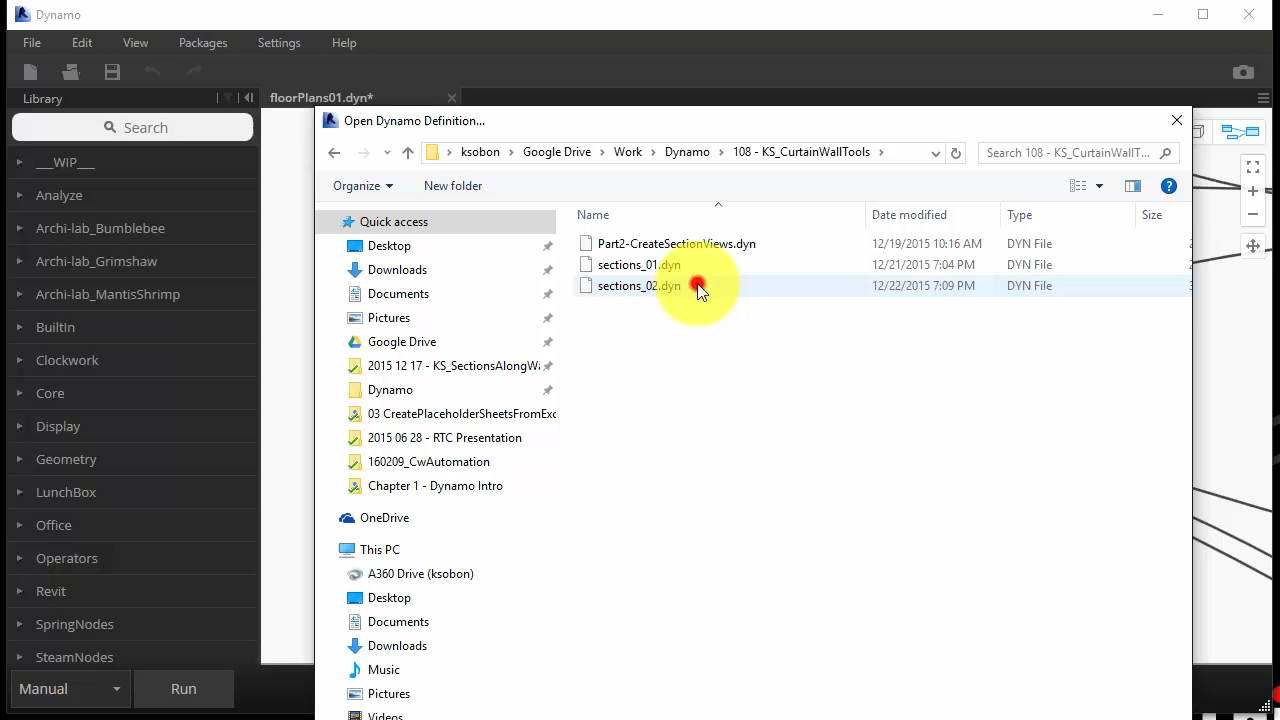 Dynamo
File Edit View Packages Settings Help
Library
floorPlans01.dyn*
Search
___WIP___
Analyze
Archi-lab_Bumblebee
Archi-lab_Grimshaw
Archi-lab_MantisShrimp
BuiltIn
Clockwork
Core
Display
Geometry
LunchBox
Office
Operators
Revit
SpringNodes
SteamNodes
Manual
Run
Open Dynamo Definition...
ksobon › Google Drive › Work › Dynamo › 108 - KS_CurtainWallTools ›
Search 108 - KS_CurtainWallT...
Organize
New folder
Name Date modified Type Size
Part2-CreateSectionViews.dyn 12/19/2015 10:16 AM DYN File
sections_01.dyn 12/21/2015 7:04 PM DYN File
sections_02.dyn 12/22/2015 7:09 PM DYN File
Quick access
Desktop
Downloads
Documents
Pictures
Google Drive
2015 12 17 - KS_SectionsAlongWa
Dynamo
03 CreatePlaceholderSheetsFromExc
2015 06 28 - RTC Presentation
160209_CwAutomation
Chapter 1 - Dynamo Intro
OneDrive
This PC
A360 Drive (ksobon)
Desktop
Documents
Downloads
Music
Pictures
Videos